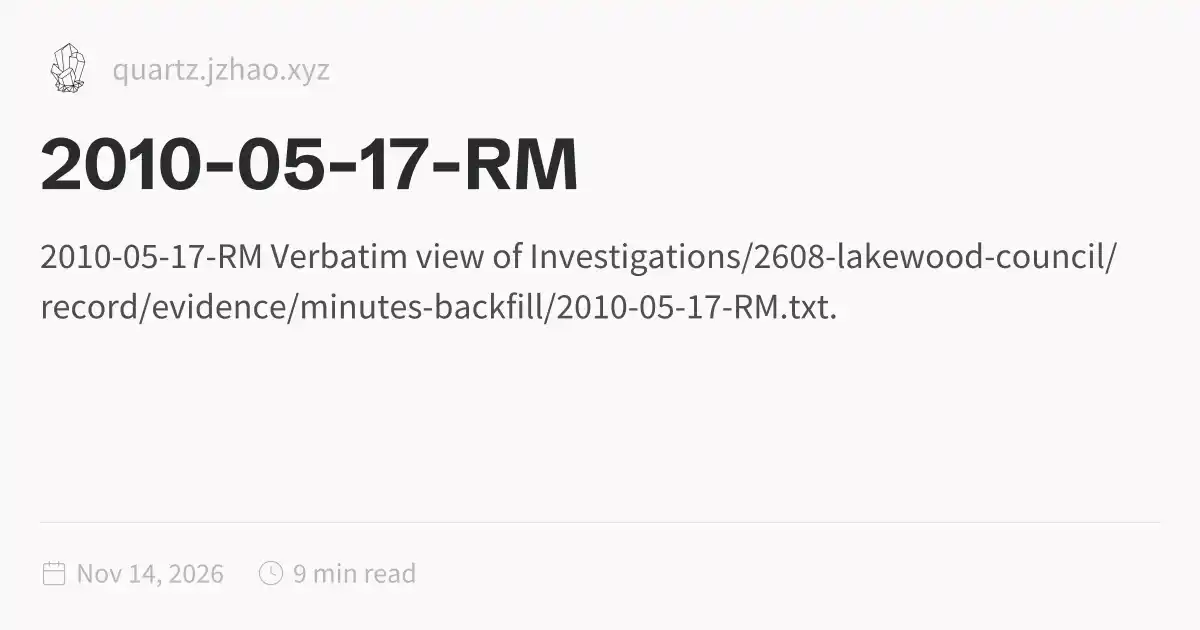 quartz.jzhao.xyz
2010-05-17-RM
2010-05-17-RM Verbatim view of Investigations/2608-lakewood-council/
record/evidence/minutes-backfill/2010-05-17-RM.txt.
Nov 14, 2026 9 min read